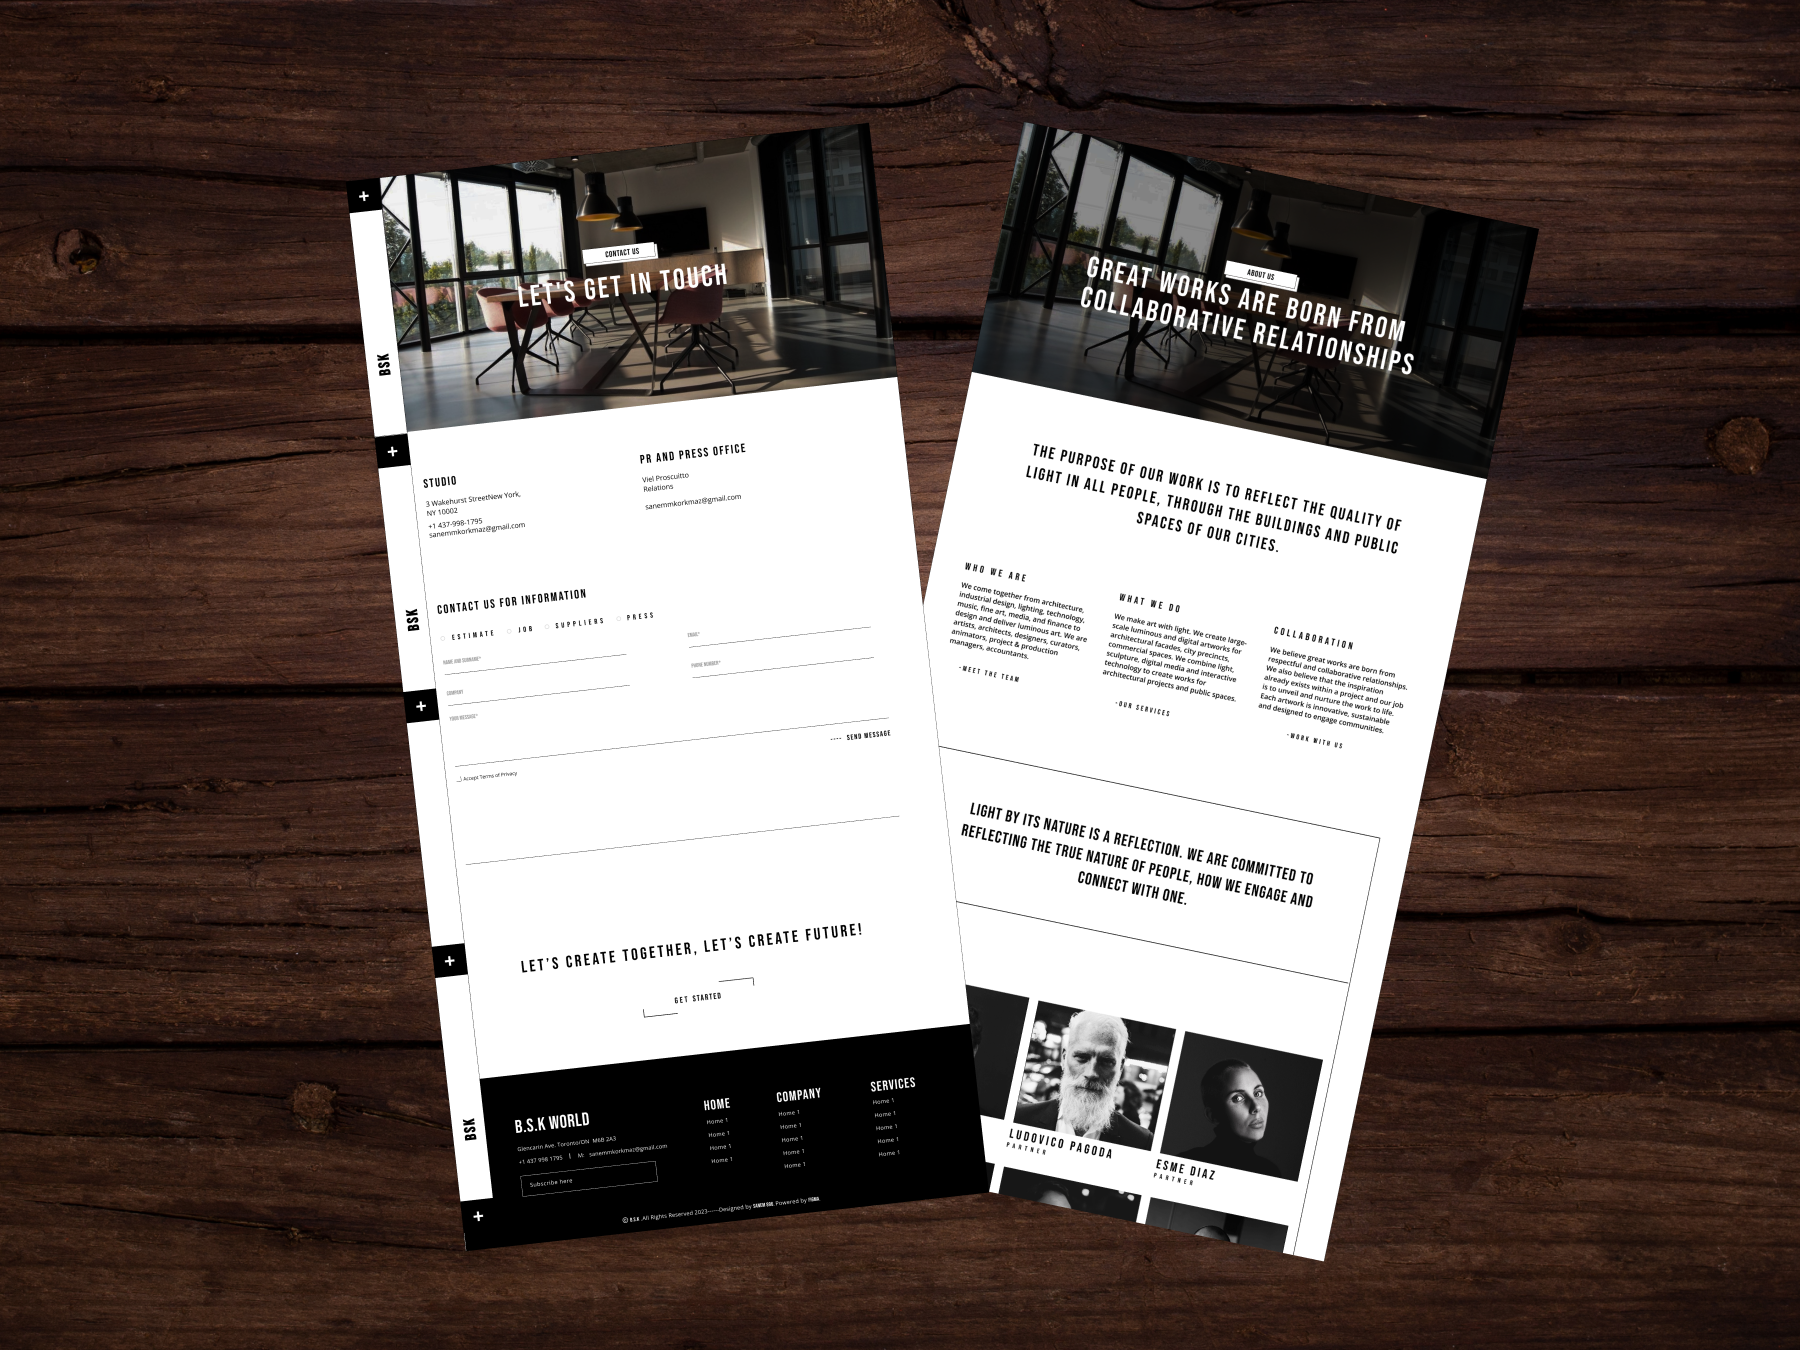 +
CONTACT US
LET'S GET IN TOUCH
BSK
+
STUDIO
3 Wakehurst StreetNew York,
NY 10002
+1 437-998-1795
sanemmkorkmaz@gmail.com
PR AND PRESS OFFICE
Viel Proscuitto
Relations
sanemmkorkmaz@gmail.com
BSK
CONTACT US FOR INFORMATION
ESTIMATE JOB SUPPLIERS PRESS
NAME AND SURNAME*
EMAIL*
COMPANY
PHONE NUMBER*
YOUR MESSAGE*
+
---- SEND MESSAGE
Accept Terms of Privacy
+
LET'S CREATE TOGETHER, LET'S CREATE FUTURE!
GET STARTED
BSK
B.S.K WORLD
Glencairn Ave. Toronto/ON M6B 2A3
+1 437 998 1795 | M: sanemmkorkmaz@gmail.com
Subscribe here
HOME
Home 1
Home 1
Home 1
Home 1
COMPANY
Home 1
Home 1
Home 1
Home 1
Home 1
SERVICES
Home 1
Home 1
Home 1
Home 1
Home 1
+
© B.S.K .All Rights Reserved 2023------Designed by Powered by FIGMA
ABOUT US
GREAT WORKS ARE BORN FROM
COLLABORATIVE RELATIONSHIPS
THE PURPOSE OF OUR WORK IS TO REFLECT THE QUALITY OF
LIGHT IN ALL PEOPLE, THROUGH THE BUILDINGS AND PUBLIC
SPACES OF OUR CITIES.
WHO WE ARE
We come together from architecture,
industrial design, lighting, technology,
music, fine art, media, and finance to
design and deliver luminous art. We are
artists, architects, designers, curators,
animators, project & production
managers, accountants.
-MEET THE TEAM
WHAT WE DO
We make art with light. We create large-
scale luminous and digital artworks for
architectural facades, city precincts,
commercial spaces. We combine light,
sculpture, digital media and interactive
technology to create works for
architectural projects and public spaces.
-OUR SERVICES
COLLABORATION
We believe great works are born from
respectful and collaborative relationships.
We also believe that the inspiration
already exists within a project and our job
is to unveil and nurture the work to life.
Each artwork is innovative, sustainable
and designed to engage communities.
-WORK WITH US
LIGHT BY ITS NATURE IS A REFLECTION. WE ARE COMMITTED TO
REFLECTING THE TRUE NATURE OF PEOPLE, HOW WE ENGAGE AND
CONNECT WITH ONE.
LUDOVICO PAGODA
PARTNER
ESME DIAZ
PARTNER